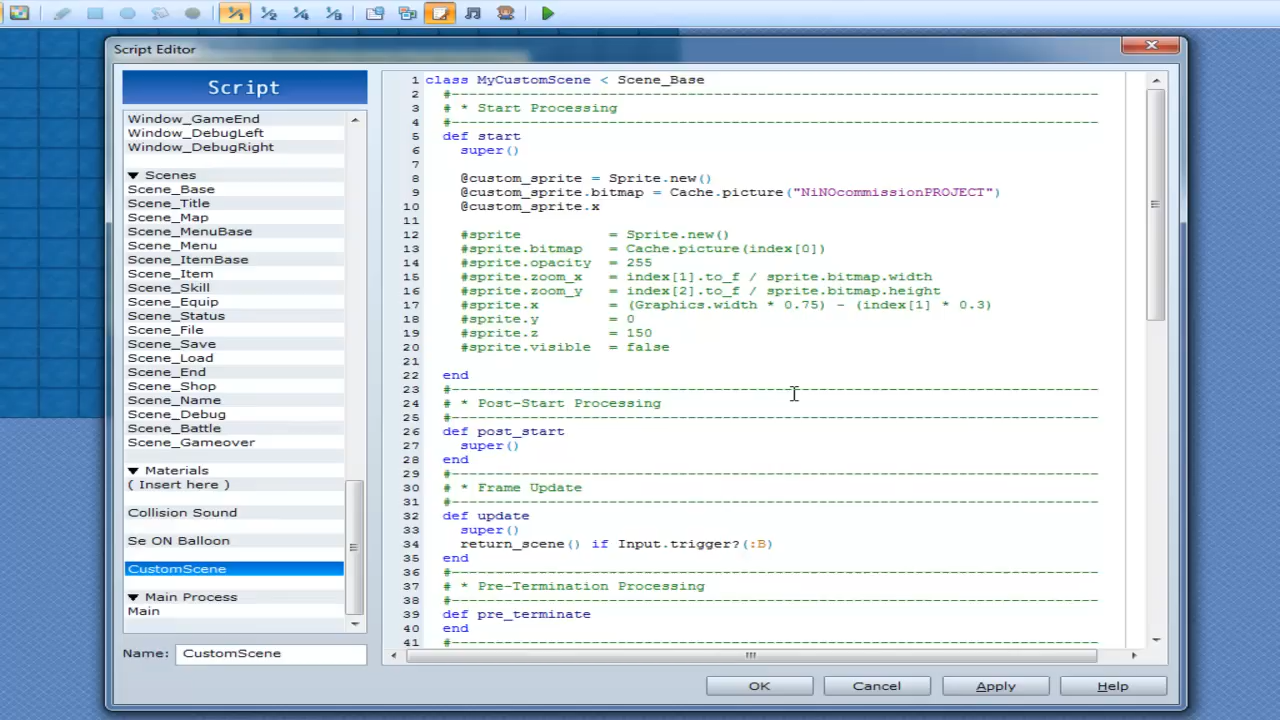 1/1 1/2 1/4 1/8
Script Editor
Script
Window_GameEnd
Window_DebugLeft
Window_DebugRight
▼ Scenes
Scene_Base
Scene_Title
Scene_Map
Scene_MenuBase
Scene_Menu
Scene_ItemBase
Scene_Item
Scene_Skill
Scene_Equip
Scene_Status
Scene_File
Scene_Save
Scene_Load
Scene_End
Scene_Shop
Scene_Name
Scene_Debug
Scene_Battle
Scene_Gameover
▼ Materials
( Insert here )
Collision Sound
Se ON Balloon
CustomScene
▼ Main Process
Main
Name: CustomScene
1 class MyCustomScene < Scene_Base
2 #--------------------------------------------------------------------------
3 # * Start Processing
4 #--------------------------------------------------------------------------
5 def start
6 super()
7
8 @custom_sprite = Sprite.new()
9 @custom_sprite.bitmap = Cache.picture("NiNOcommissionPROJECT")
10 @custom_sprite.x
11
12 #sprite = Sprite.new()
13 #sprite.bitmap = Cache.picture(index[0])
14 #sprite.opacity = 255
15 #sprite.zoom_x = index[1].to_f / sprite.bitmap.width
16 #sprite.zoom_y = index[2].to_f / sprite.bitmap.height
17 #sprite.x = (Graphics.width * 0.75) - (index[1] * 0.3)
18 #sprite.y = 0
19 #sprite.z = 150
20 #sprite.visible = false
21
22 end
23 #--------------------------------------------------------------------------
24 # * Post-Start Processing
25 #--------------------------------------------------------------------------
26 def post_start
27 super()
28 end
29 #--------------------------------------------------------------------------
30 # * Frame Update
31 #--------------------------------------------------------------------------
32 def update
33 super()
34 return_scene() if Input.trigger?(:B)
35 end
36 #--------------------------------------------------------------------------
37 # * Pre-Termination Processing
38 #--------------------------------------------------------------------------
39 def pre_terminate
40 end
41 #--------------------------------------------------------------------------
OK Cancel Apply Help